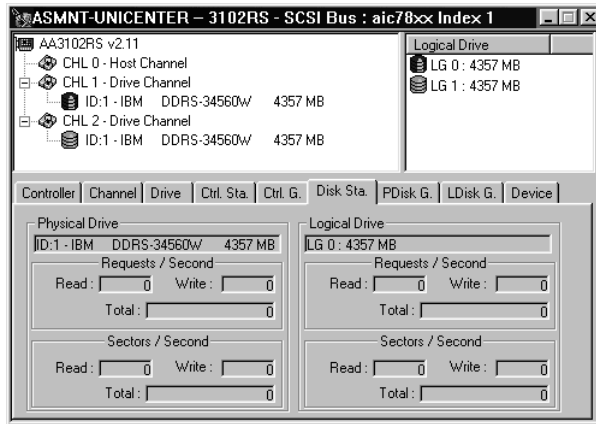 ASMNT-UNICENTER – 3102RS - SCSI Bus : aic78xx Index 1
AA3102RS v2.11
CHL 0 - Host Channel
CHL 1 - Drive Channel
ID:1 - IBM DDRS-34560W 4357 MB
CHL 2 - Drive Channel
ID:1 - IBM DDRS-34560W 4357 MB
Logical Drive
LG 0 : 4357 MB
LG 1 : 4357 MB
Controller Channel Drive Ctrl. Sta. Ctrl. G. Disk Sta. PDisk G. LDisk G. Device
Physical Drive
ID:1 - IBM DDRS-34560W 4357 MB
Requests / Second
Read : 0 Write : 0
Total : 0
Sectors / Second
Read : 0 Write : 0
Total : 0
Logical Drive
LG 0 : 4357 MB
Requests / Second
Read : 0 Write : 0
Total : 0
Sectors / Second
Read : 0 Write : 0
Total : 0